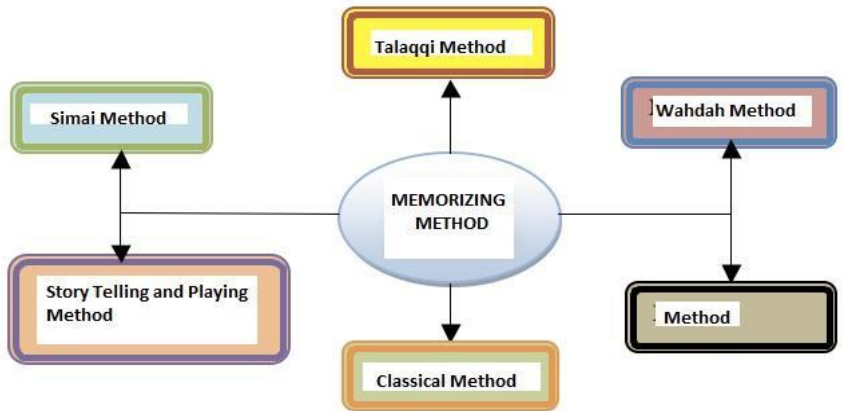 Talaqqi Method
Simai Method
Wahdah Method
MEMORIZING
METHOD
Story Telling and Playing
Method
Method
Classical Method